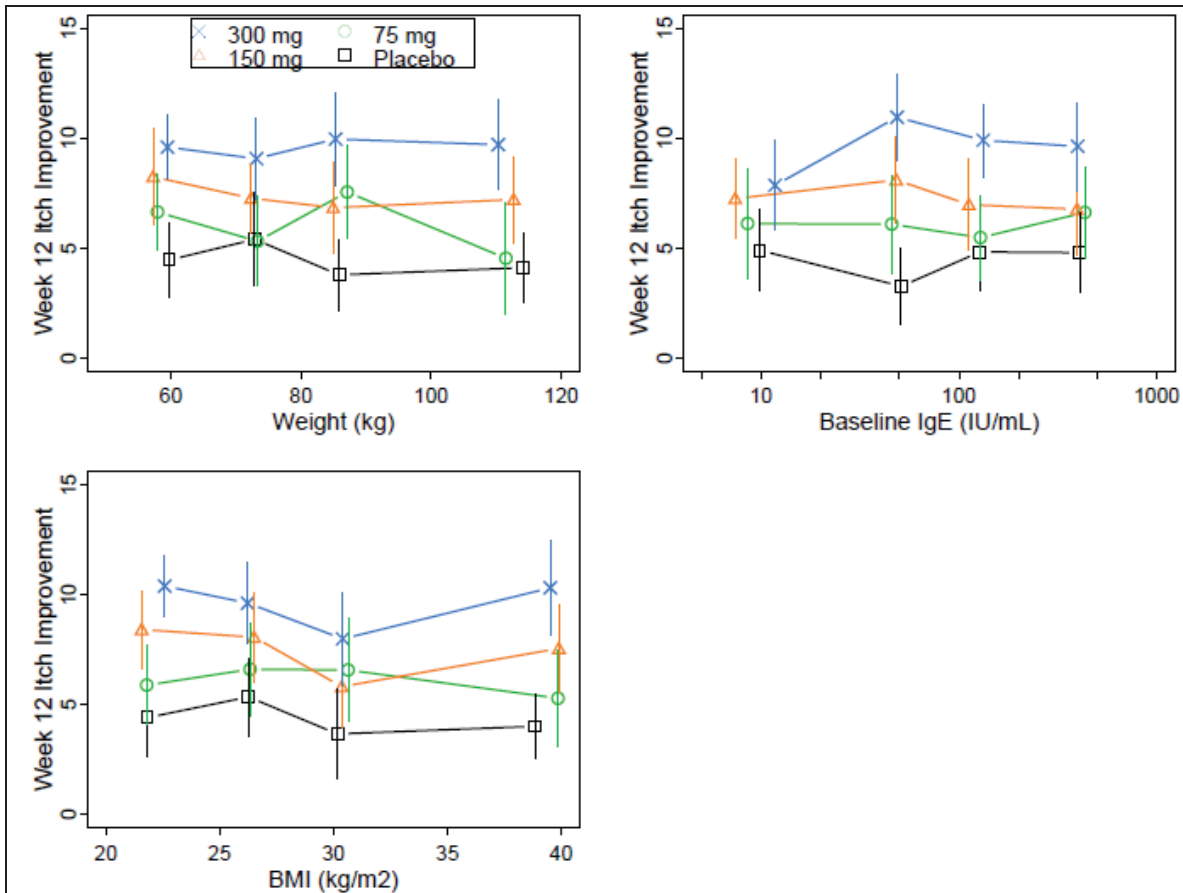 300 mg 75 mg
150 mg Placebo
Week 12 Itch Improvement
0 5 10 15
60 80 100 120
Weight (kg)
Week 12 Itch Improvement
0 5 10 15
10 100 1000
Baseline IgE (IU/mL)
Week 12 Itch Improvement
0 5 10 15
20 25 30 35 40
BMI (kg/m2)